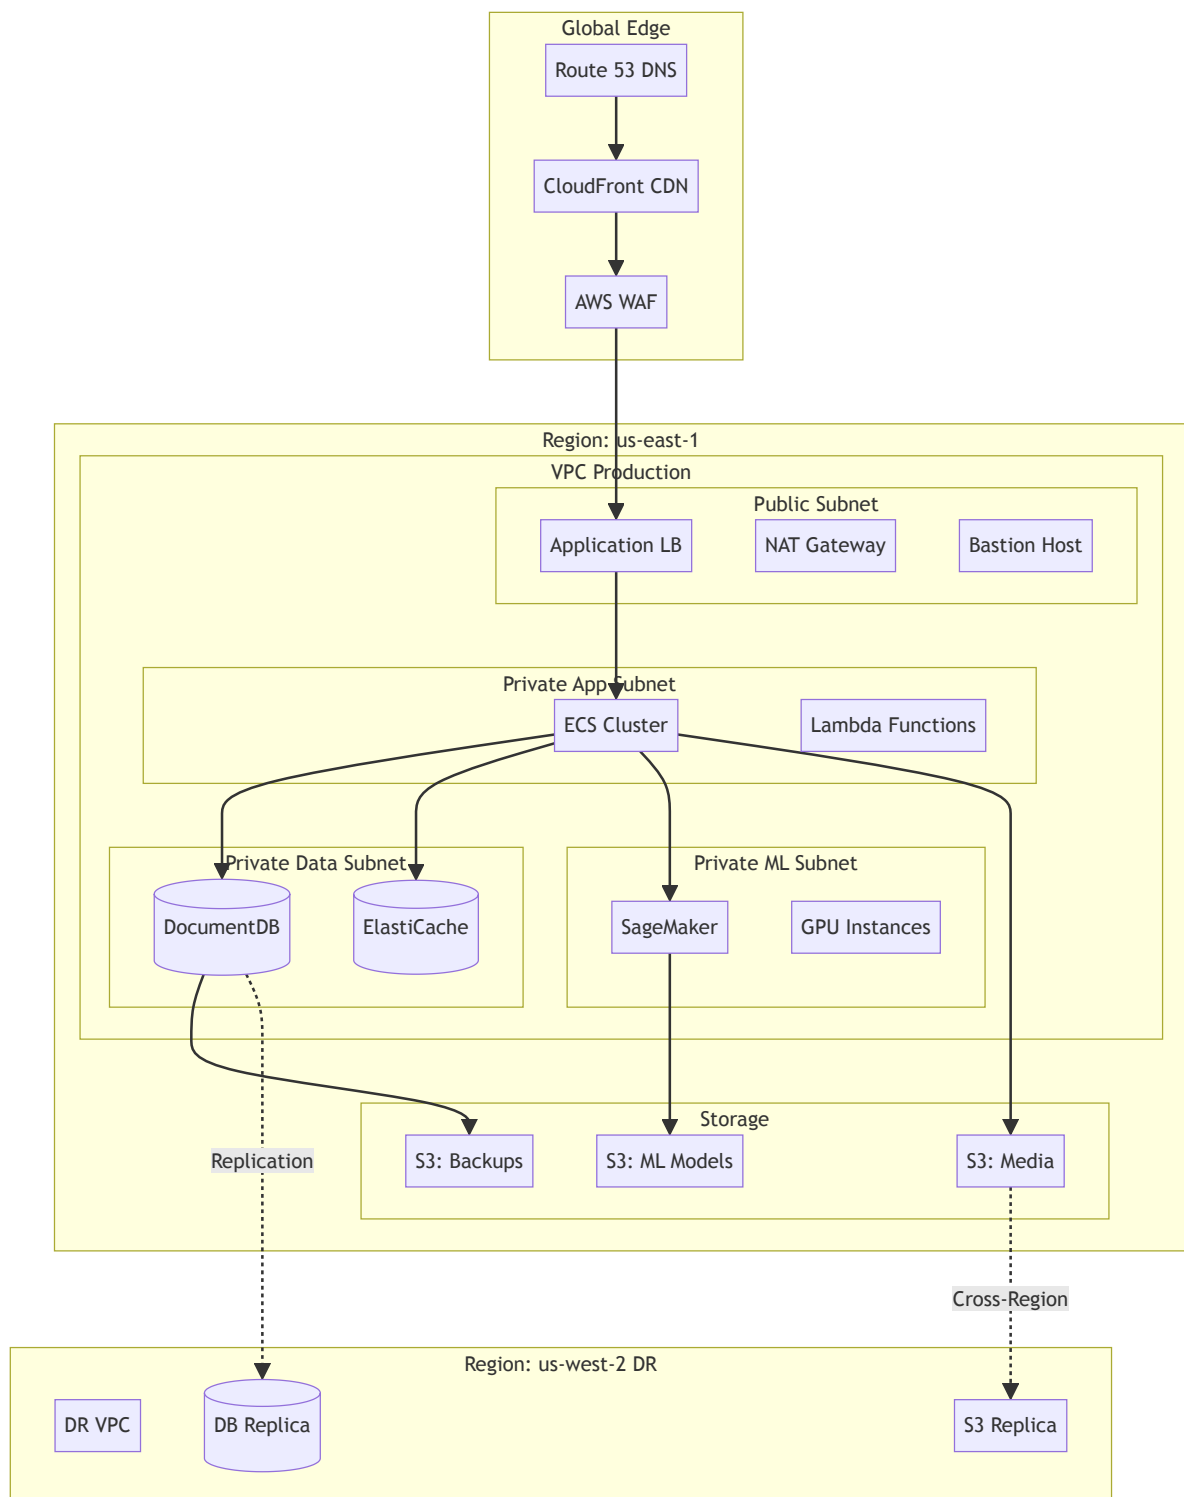 Global Edge
Route 53 DNS
CloudFront CDN
AWS WAF
Region: us-east-1
VPC Production
Public Subnet
Application LB
NAT Gateway
Bastion Host
Private App Subnet
ECS Cluster
Lambda Functions
Private Data Subnet
Private ML Subnet
DocumentDB
ElastiCache
SageMaker
GPU Instances
Storage
S3: Backups
S3: ML Models
S3: Media
Replication
Cross-Region
Region: us-west-2 DR
DR VPC
DB Replica
S3 Replica